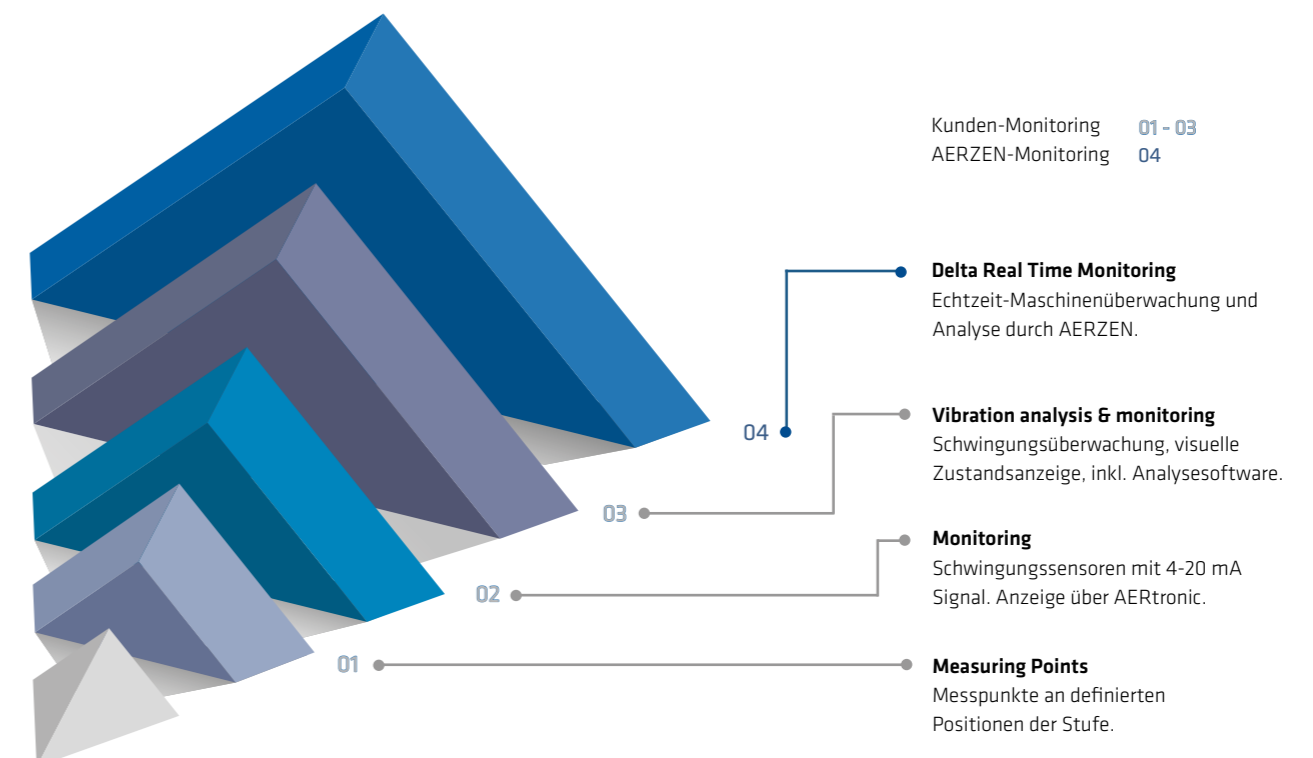 Kunden-Monitoring 01 - 03
AERZEN-Monitoring 04
Delta Real Time Monitoring
Echtzeit-Maschinenüberwachung und
Analyse durch AERZEN.
04
Vibration analysis & monitoring
Schwingungsüberwachung, visuelle
Zustandsanzeige, inkl. Analysesoftware.
03
Monitoring
Schwingungssensoren mit 4-20 mA
Signal. Anzeige über AERtronic.
02
Measuring Points
Messpunkte an definierten
Positionen der Stufe.
01